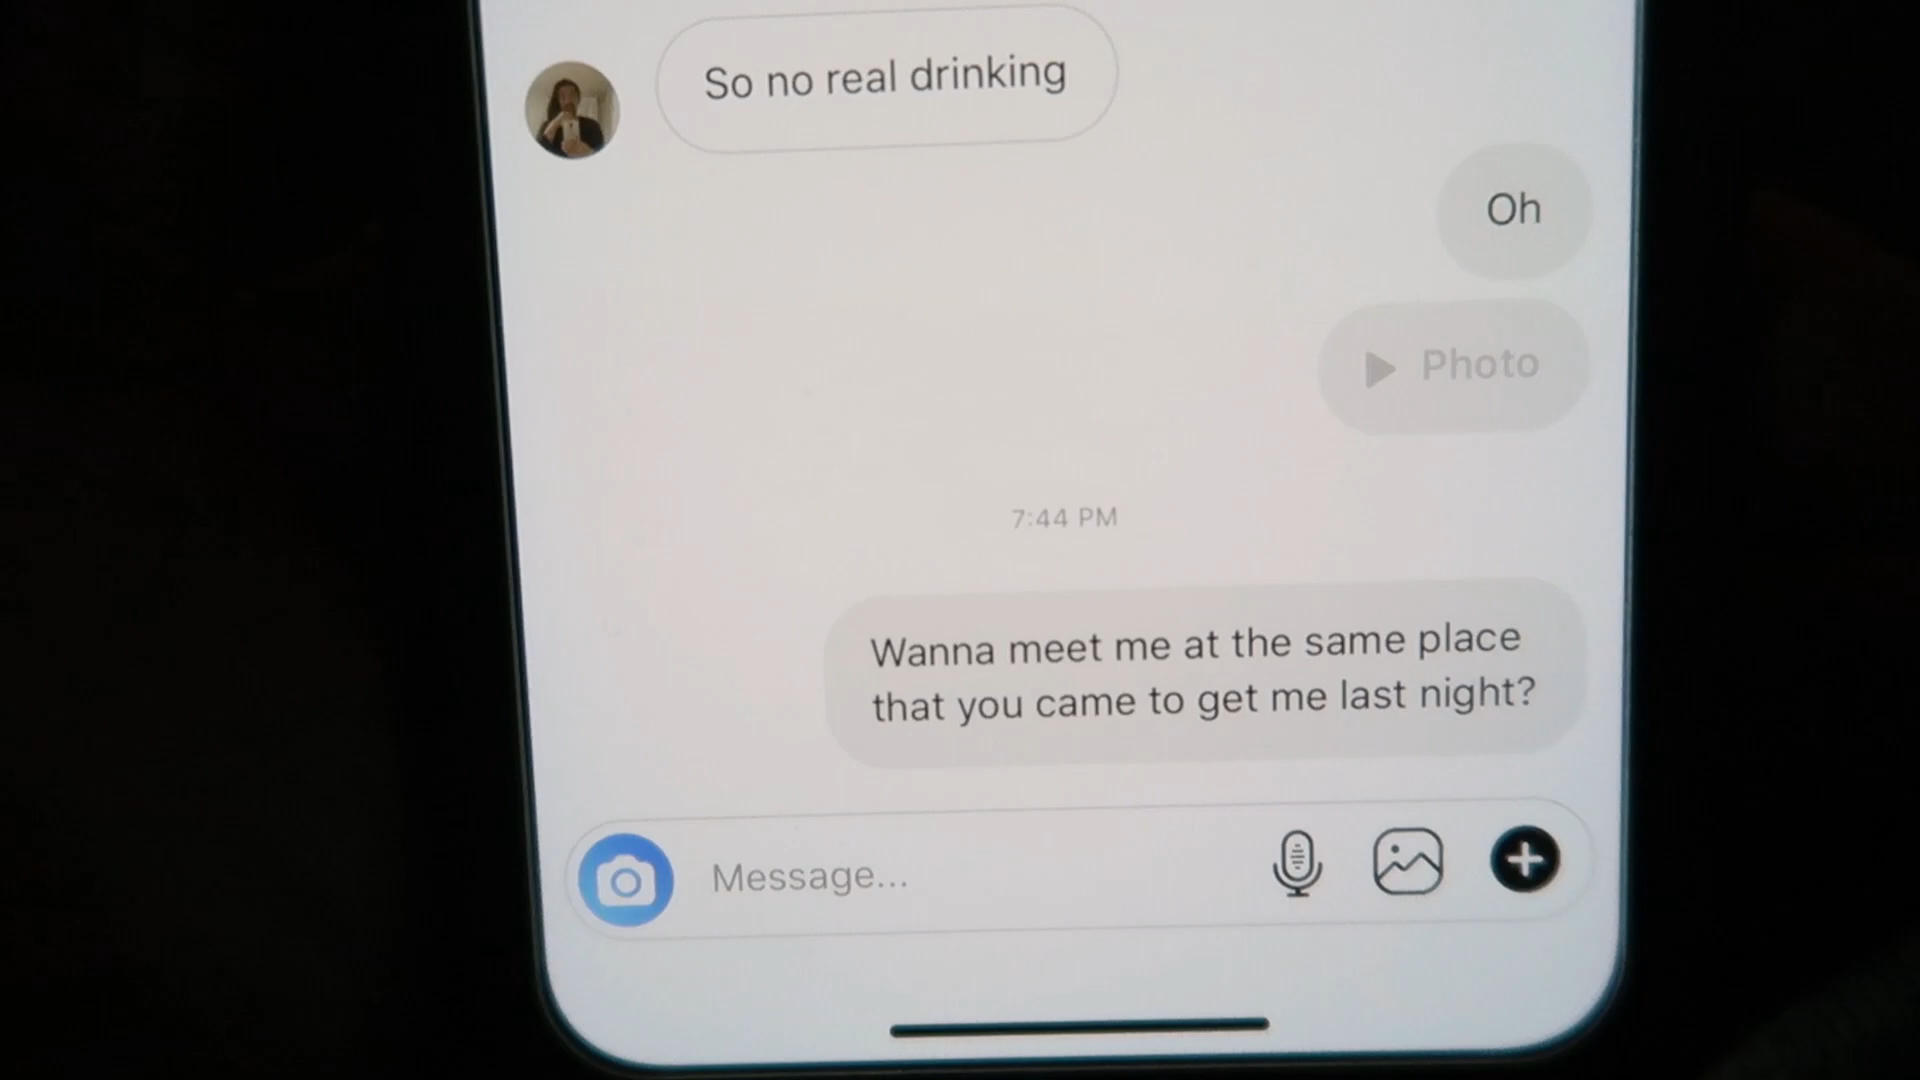 So no real drinking
Oh
Photo
7:44 PM
Wanna meet me at the same place
that you came to get me last night?
Message...